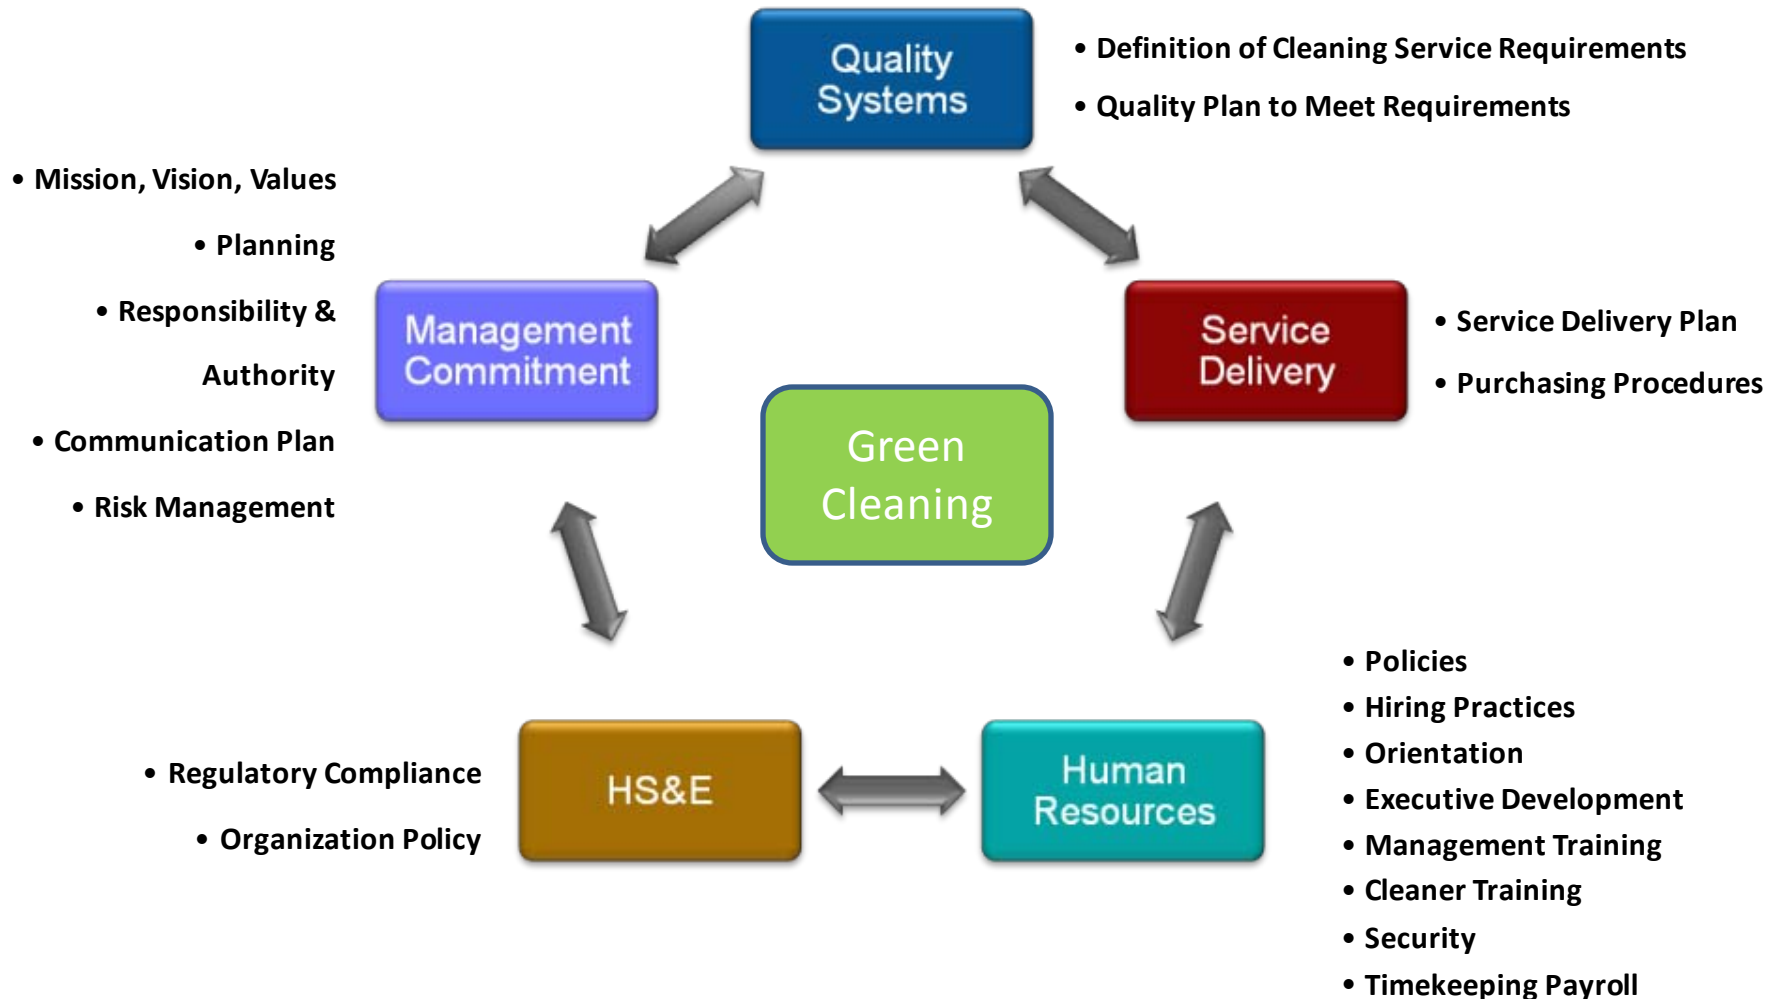 Quality
Systems
• Definition of Cleaning Service Requirements
• Quality Plan to Meet Requirements
• Mission, Vision, Values
• Planning
• Responsibility &
Authority
• Communication Plan
• Risk Management
Management
Commitment
Service
Delivery
• Service Delivery Plan
• Purchasing Procedures
Green
Cleaning
• Regulatory Compliance
• Organization Policy
HS&E
Human
Resources
• Policies
• Hiring Practices
• Orientation
• Executive Development
• Management Training
• Cleaner Training
• Security
• Timekeeping Payroll